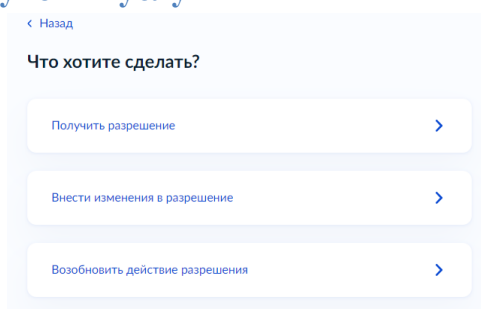 Назад
Что хотите сделать?
Получить разрешение
Внести изменения в разрешение
Возобновить действие разрешения